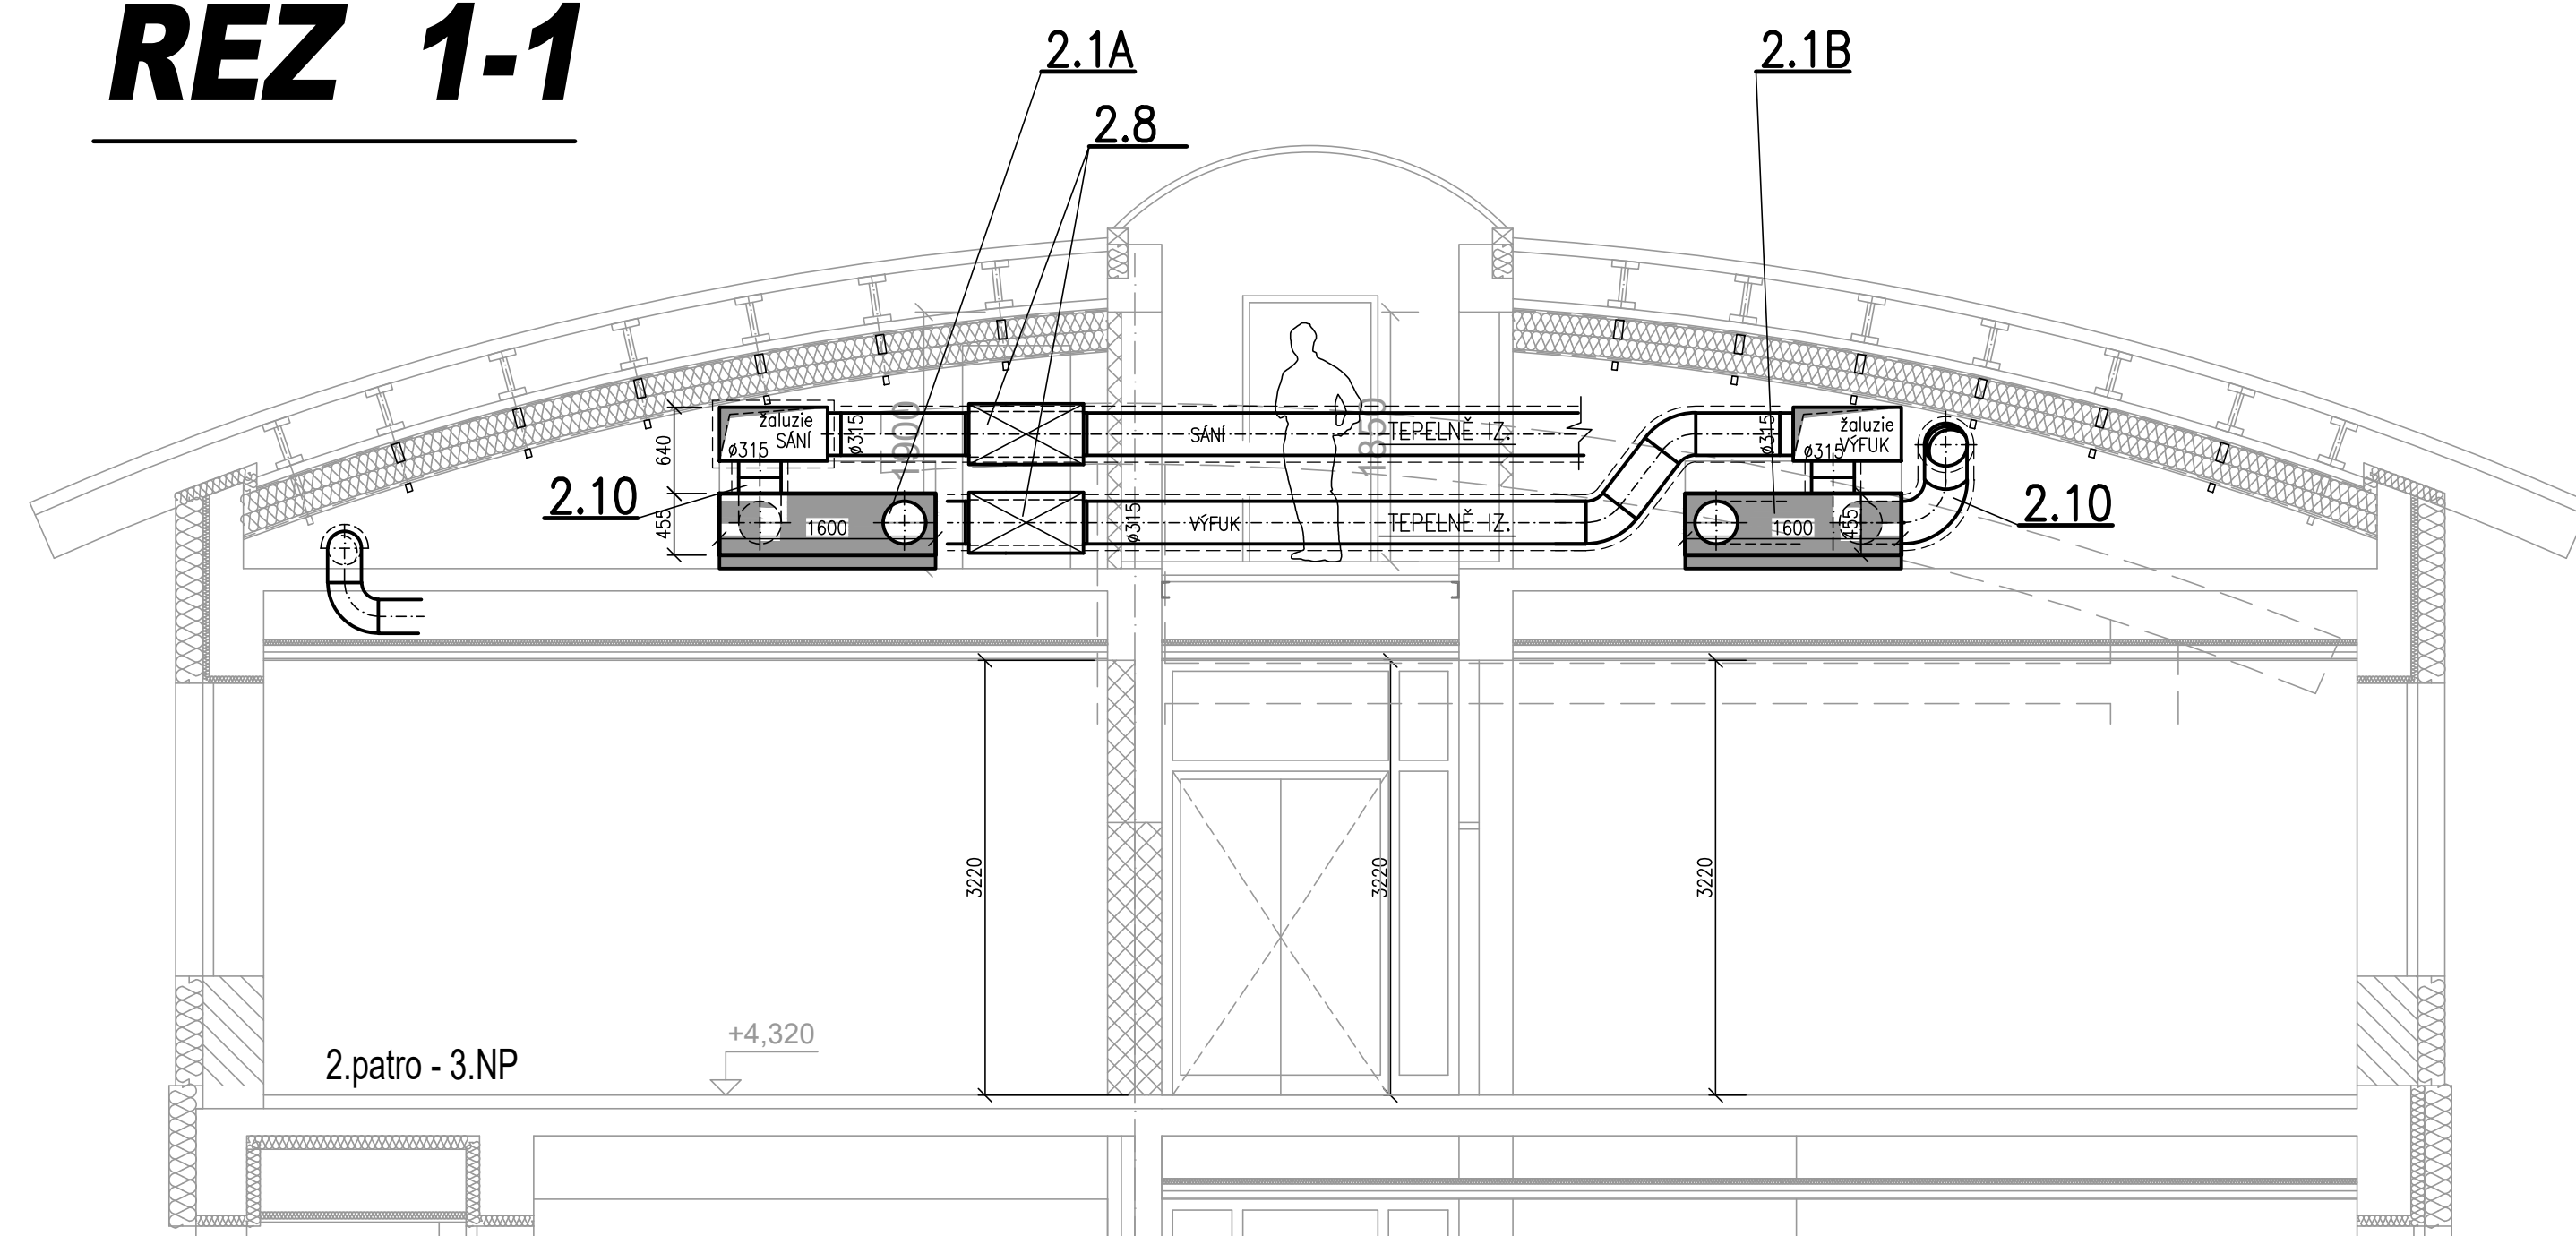 REZ 1-1
2.1A
2.1B
2.8
žaluzie
SÁNÍ
ø315
ø315
1900
SÁNÍ
1350
TEPELNĚ IZ.
ø315
žaluzie
VÝFUK
ø315
640
2.10
455
1600
ø315
VÝFUK
TEPELNĚ IZ.
1600
455
2.10
3220
3220
3220
+4,320
2.patro - 3.NP